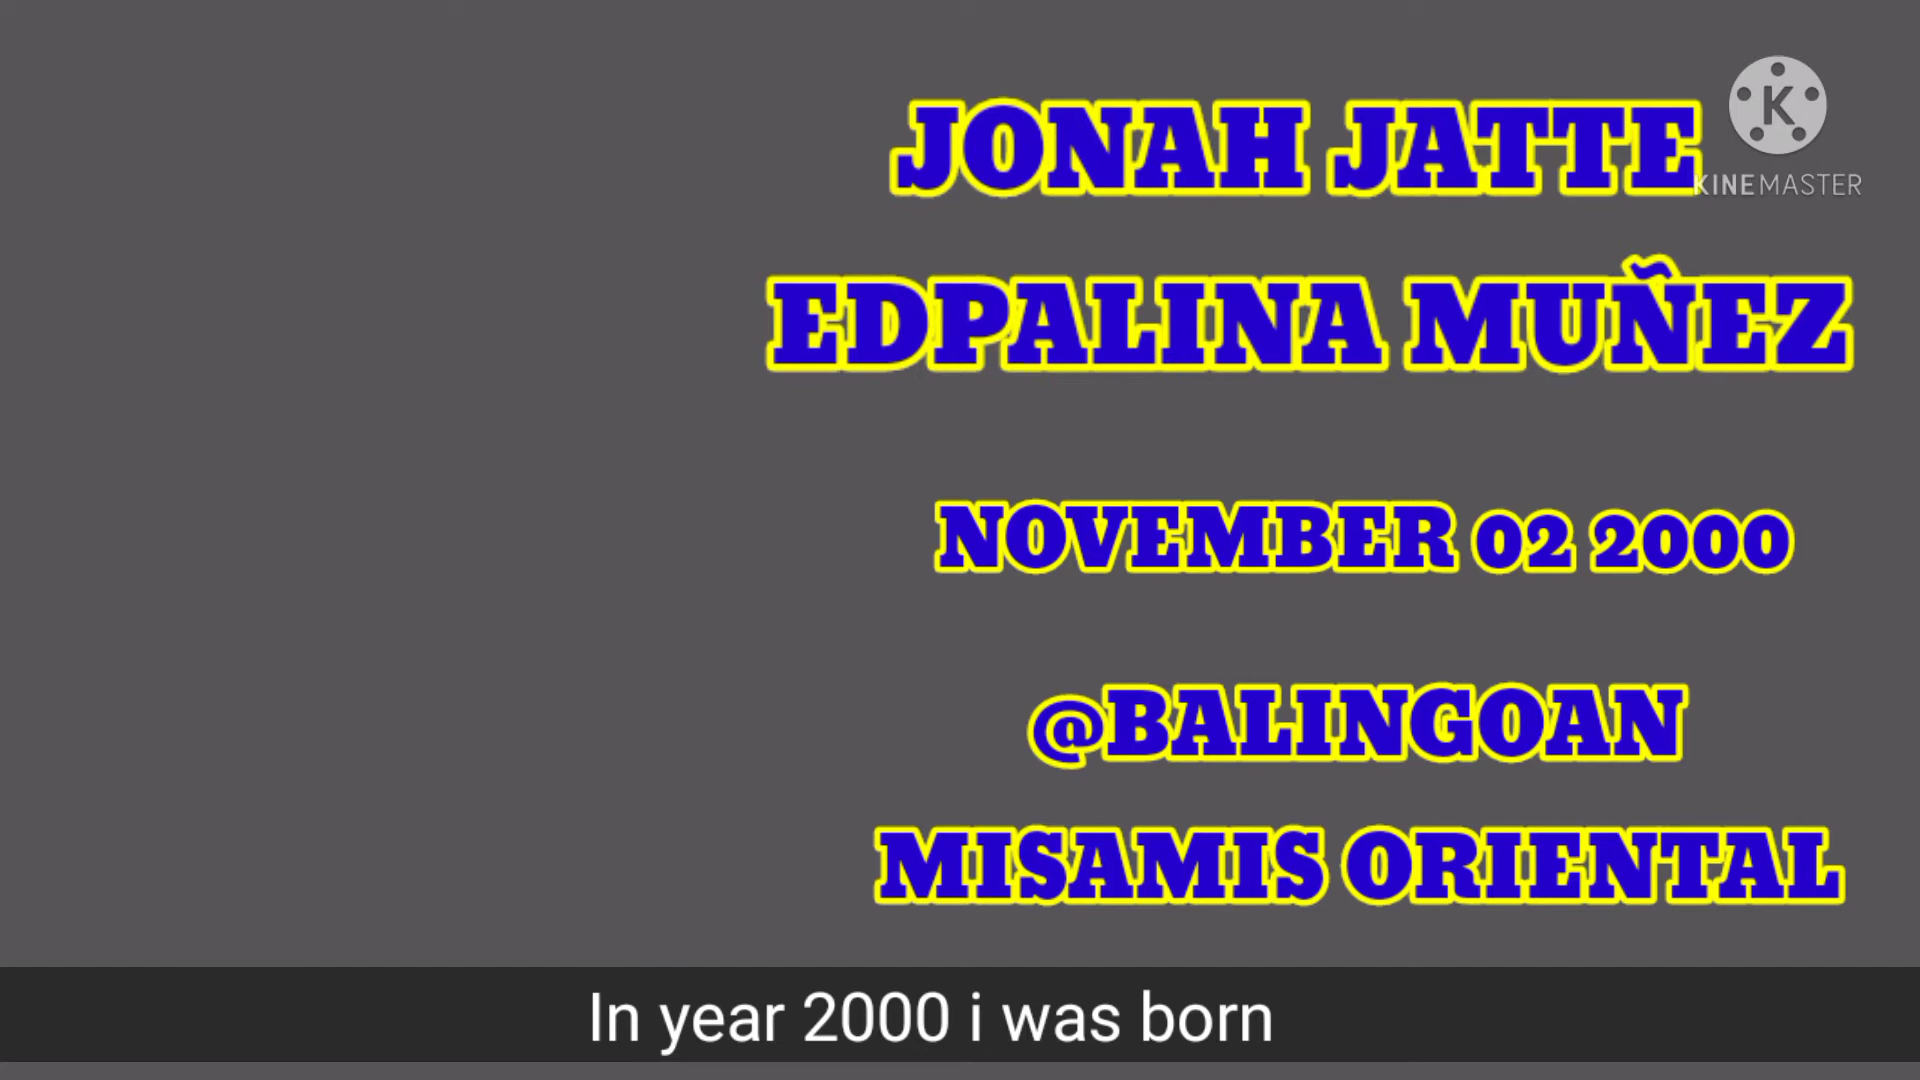 JONAH JATTE
K
KINEMASTER
EDPALINA MUÑEZ
NOVEMBER 02 2000
@BALINGOAN
MISAMIS ORIENTAL
In year 2000 i was born